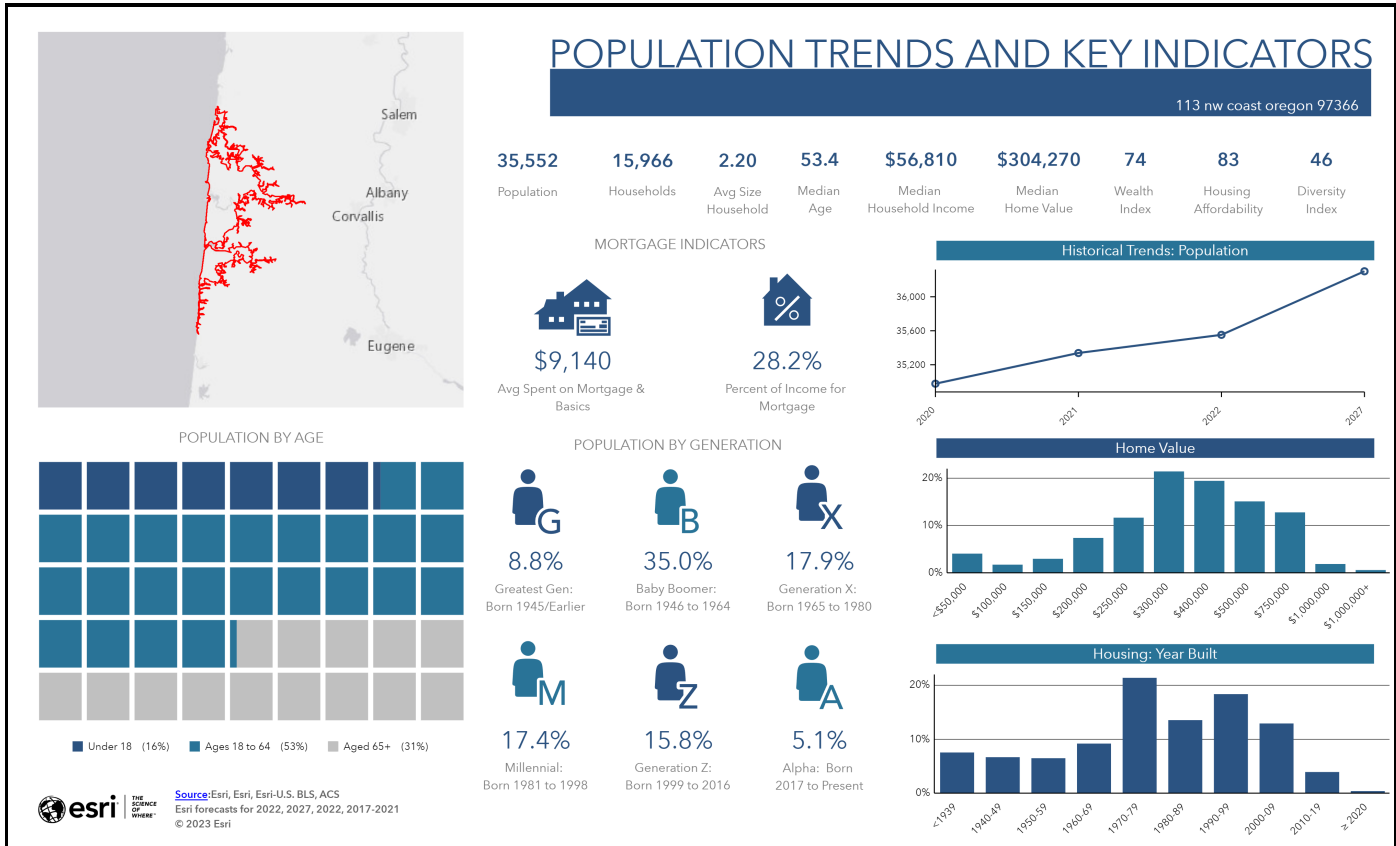 POPULATION TRENDS AND KEY INDICATORS
113 nw coast oregon 97366
Salem
Albany
Corvallis
Eugene
35,552
Population
15,966
Households
2.20
Avg Size
Household
53.4
Median
Age
$56,810
Median
Household Income
$304,270
Median
Home Value
74
Wealth
Index
83
Housing
Affordability
46
Diversity
Index
MORTGAGE INDICATORS
$9,140
Avg Spent on Mortgage &
Basics
%
28.2%
Percent of Income for
Mortgage
Historical Trends: Population
36,000
35,600
35,200
2020
2021
2022
2027
POPULATION BY AGE
Under 18 (16%)
Ages 18 to 64 (53%)
Aged 65+ (31%)
POPULATION BY GENERATION
G
8.8%
Greatest Gen:
Born 1945/Earlier
B
35.0%
Baby Boomer:
Born 1946 to 1964
X
17.9%
Generation X:
Born 1965 to 1980
M
17.4%
Millennial:
Born 1981 to 1998
Z
15.8%
Generation Z:
Born 1999 to 2016
A
5.1%
Alpha: Born
2017 to Present
Home Value
20%
10%
0%
<$50,000
$100,000
$150,000
$200,000
$250,000
$300,000
$400,000
$500,000
$750,000
$1,000,000
$1,000,000+
Housing: Year Built
20%
10%
0%
<1939
1940-49
1950-59
1960-69
1970-79
1980-89
1990-99
2000-09
2010-19
≥ 2020
esri
THE
SCIENCE
OF
WHERE™
Source:Esri, Esri, Esri-U.S. BLS, ACS
Esri forecasts for 2022, 2027, 2022, 2017-2021
© 2023 Esri